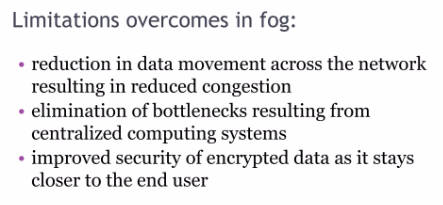 Limitations overcomes in fog:
• reduction in data movement across the network
resulting in reduced congestion
• elimination of bottlenecks resulting from
centralized computing systems
• improved security of encrypted data as it stays
closer to the end user